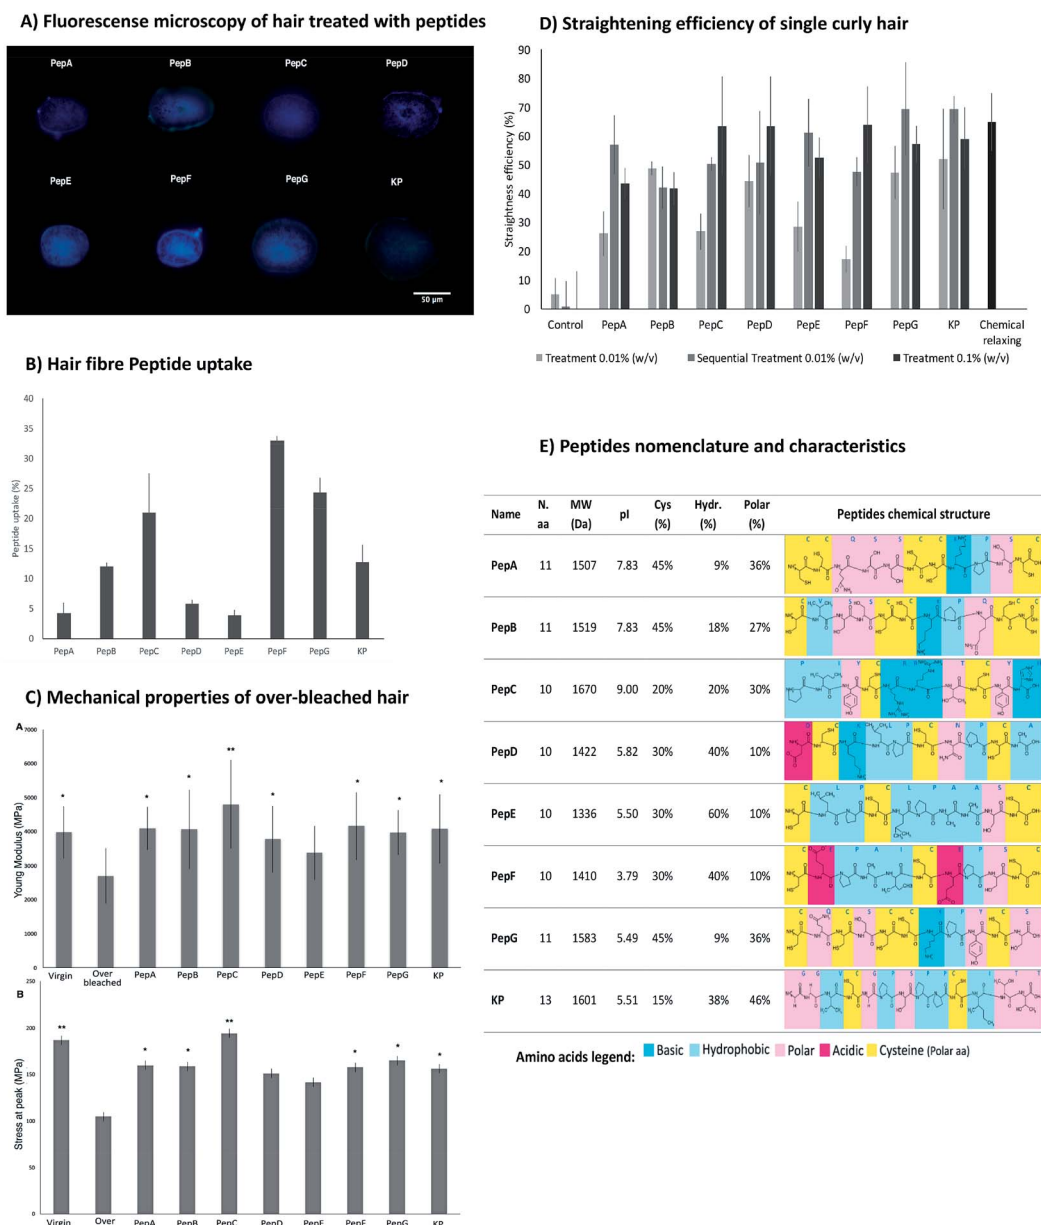 A) Fluorescense microscopy of hair treated with peptides
PepA PepB PepC PepD
PepE PepF PepG KP
50 µm
B) Hair fibre Peptide uptake
40
35
30
25
20
15
10
5
0
Peptide uptake (%)
PepA PepB PepC PepD PepE PepF PepG KP
C) Mechanical properties of over-bleached hair
A
7000
6000
5000
4000
3000
2000
1000
0
Young Modulus (MPa)
* * * ** * * * *
Virgin Over bleached PepA PepB PepC PepD PepE PepF PepG KP
B
250
200
150
100
50
0
Stress at peak (MPa)
** * * ** * * *
Virgin Over PepA PepB PepC PepD PepE PepF PepG KP
D) Straightening efficiency of single curly hair
90
80
70
60
50
40
30
20
10
0
Straightness efficiency (%)
Control PepA PepB PepC PepD PepE PepF PepG KP Chemical
relaxing
Treatment 0.01% (w/v) Sequential Treatment 0.01% (w/v) Treatment 0.1% (w/v)
E) Peptides nomenclature and characteristics
Name N. aa MW (Da) pI Cys (%) Hydr. (%) Polar (%) Peptides chemical structure
PepA 11 1507 7.83 45% 9% 36%
PepB 11 1519 7.83 45% 18% 27%
PepC 10 1670 9.00 20% 20% 30%
PepD 10 1422 5.82 30% 40% 10%
PepE 10 1336 5.50 30% 60% 10%
PepF 10 1410 3.79 30% 40% 10%
PepG 11 1583 5.49 45% 9% 36%
KP 13 1601 5.51 15% 38% 46%
Amino acids legend: Basic Hydrophobic Polar Acidic Cysteine (Polar aa)